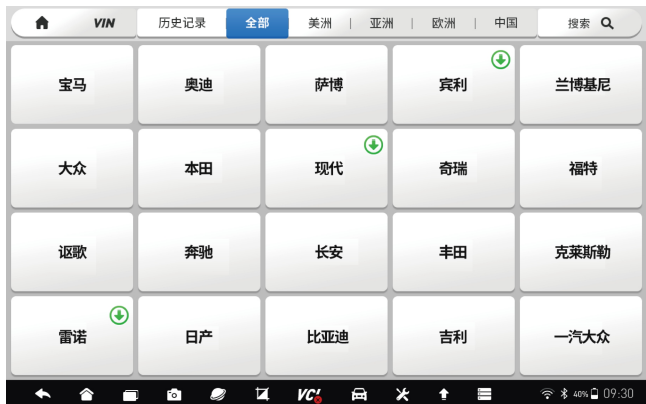 VIN 历史记录 全部 美洲 | 亚洲 | 欧洲 | 中国 搜索
宝马 奥迪 萨博 宾利 兰博基尼
大众 本田 现代 奇瑞 福特
讴歌 奔驰 长安 丰田 克莱斯勒
雷诺 日产 比亚迪 吉利 一汽大众
VCI 40% 09:30